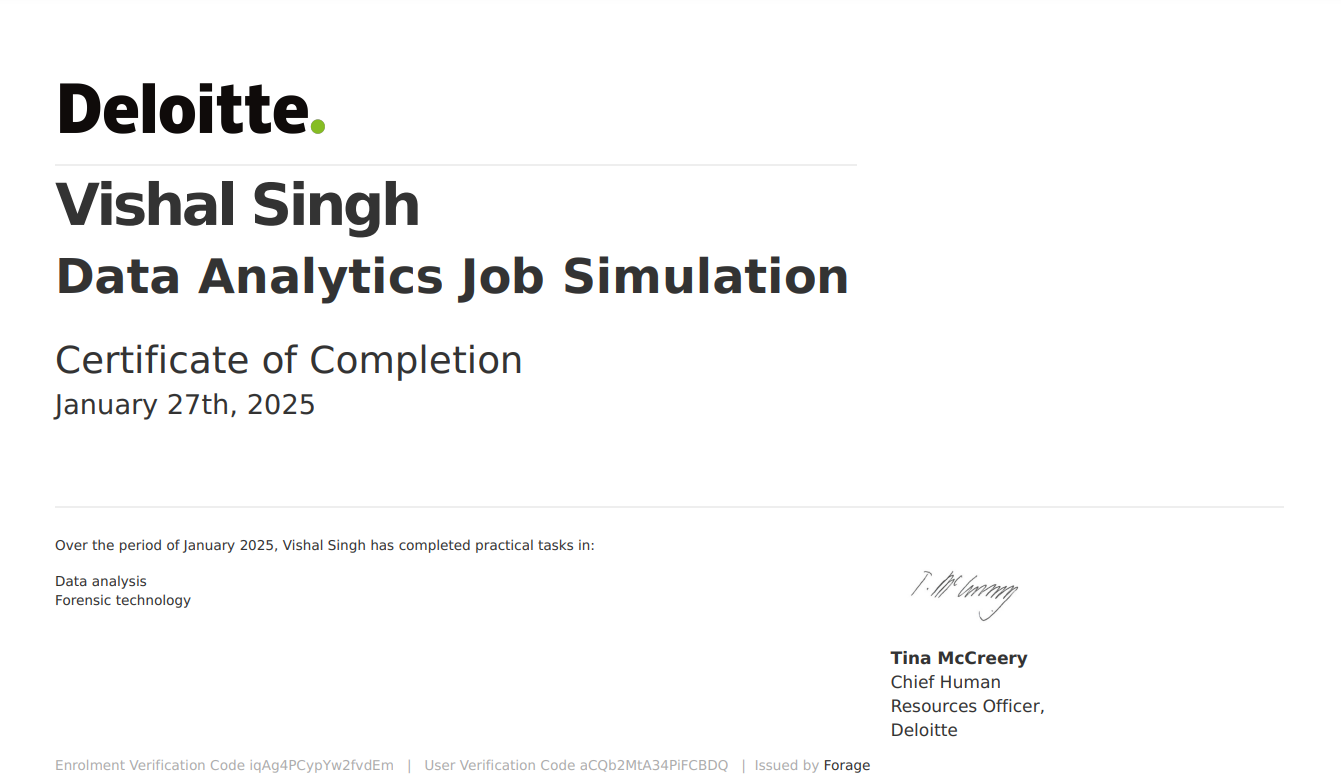 Deloitte.
Vishal Singh
Data Analytics Job Simulation
Certificate of Completion
January 27th, 2025
Over the period of January 2025, Vishal Singh has completed practical tasks in:
Data analysis
Forensic technology
T. McCreery
Tina McCreery
Chief Human
Resources Officer,
Deloitte
Enrolment Verification Code iqAg4PCypYw2fvdEm | User Verification Code aCQb2MtA34PiFCBDQ | Issued by Forage